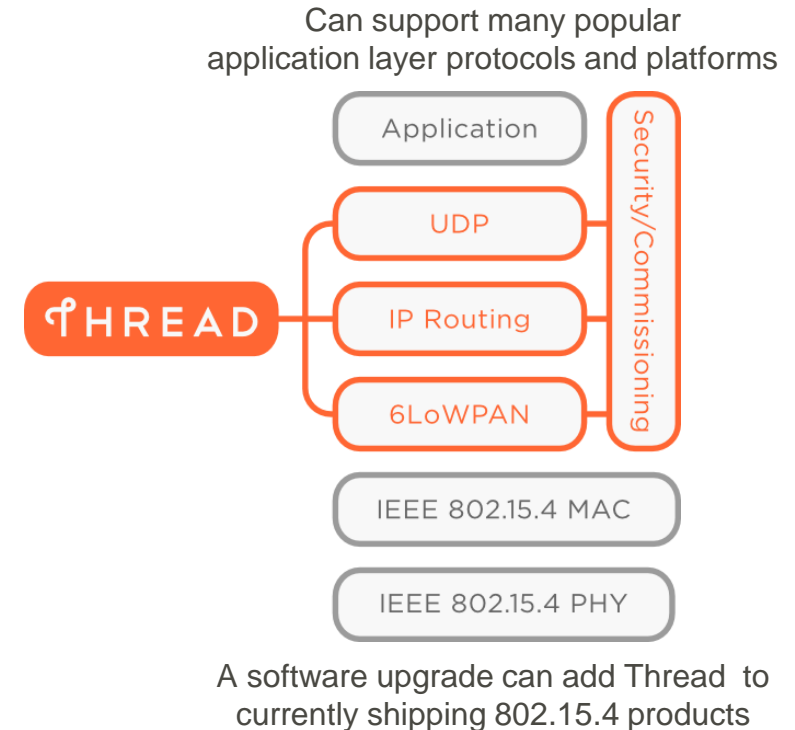 Can support many popular
application layer protocols and platforms
Application
Security/Commissioning
UDP
THREAD
IP Routing
6LoWPAN
IEEE 802.15.4 MAC
IEEE 802.15.4 PHY
A software upgrade can add Thread to
currently shipping 802.15.4 products